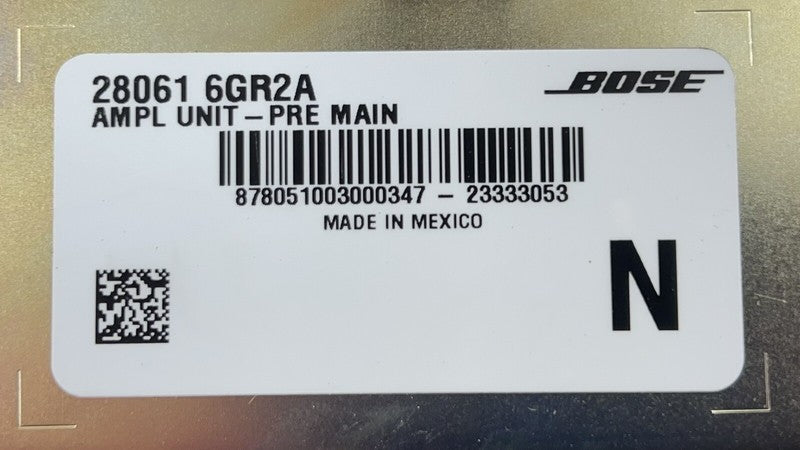 28061 6GR2A
BOSE
AMPL UNIT – PRE MAIN
878051003000347 – 23333053
MADE IN MEXICO
N